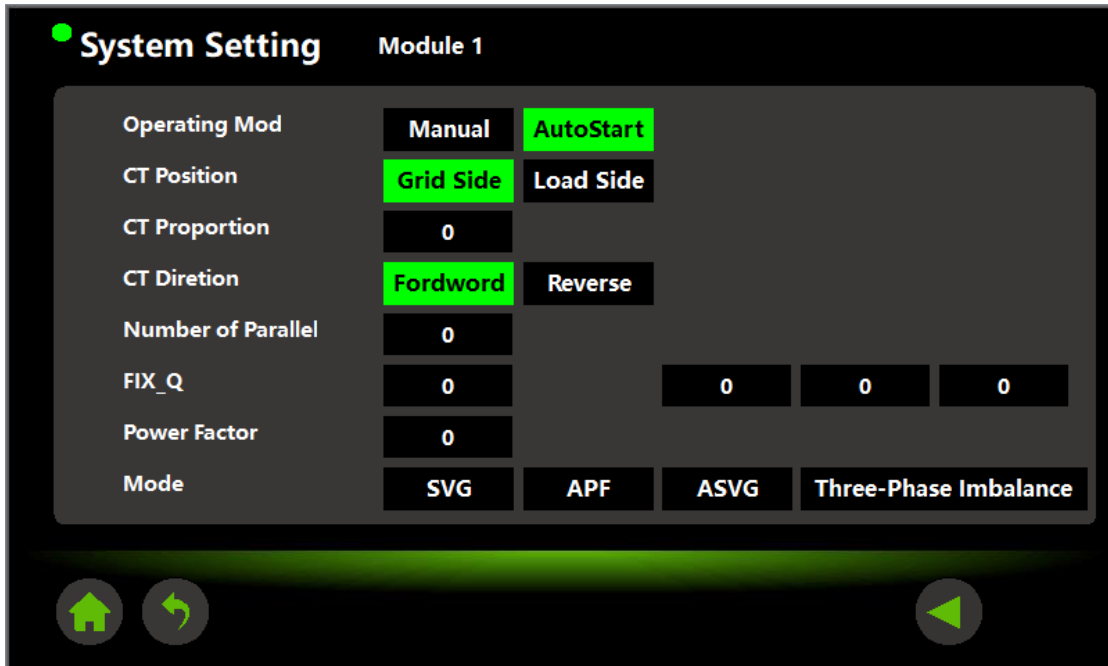 System Setting Module 1
Operating Mod Manual AutoStart
CT Position Grid Side Load Side
CT Proportion 0
CT Diretion Fordword Reverse
Number of Parallel 0
FIX_Q 0 0 0 0
Power Factor 0
Mode SVG APF ASVG Three-Phase Imbalance